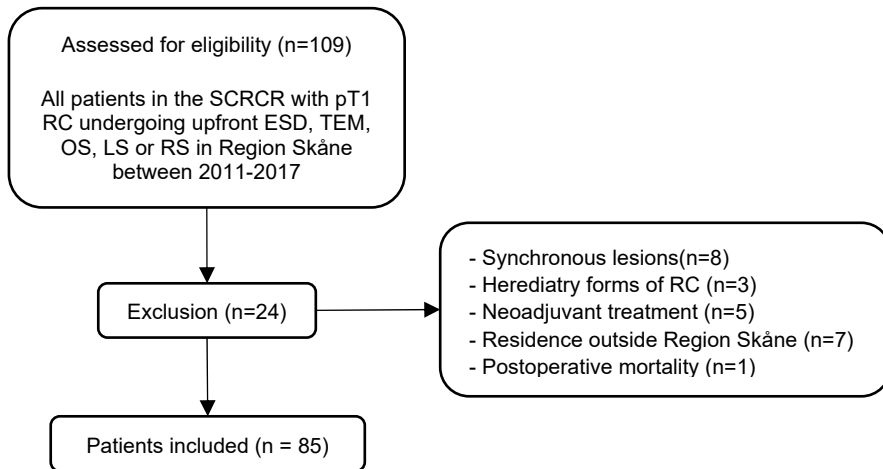 Assessed for eligibility (n=109)
All patients in the SCRCR with pT1
RC undergoing upfront ESD, TEM,
OS, LS or RS in Region Skåne
between 2011-2017
Exclusion (n=24)
- Synchronous lesions(n=8)
- Herediatry forms of RC (n=3)
- Neoadjuvant treatment (n=5)
- Residence outside Region Skåne (n=7)
- Postoperative mortality (n=1)
Patients included (n = 85)